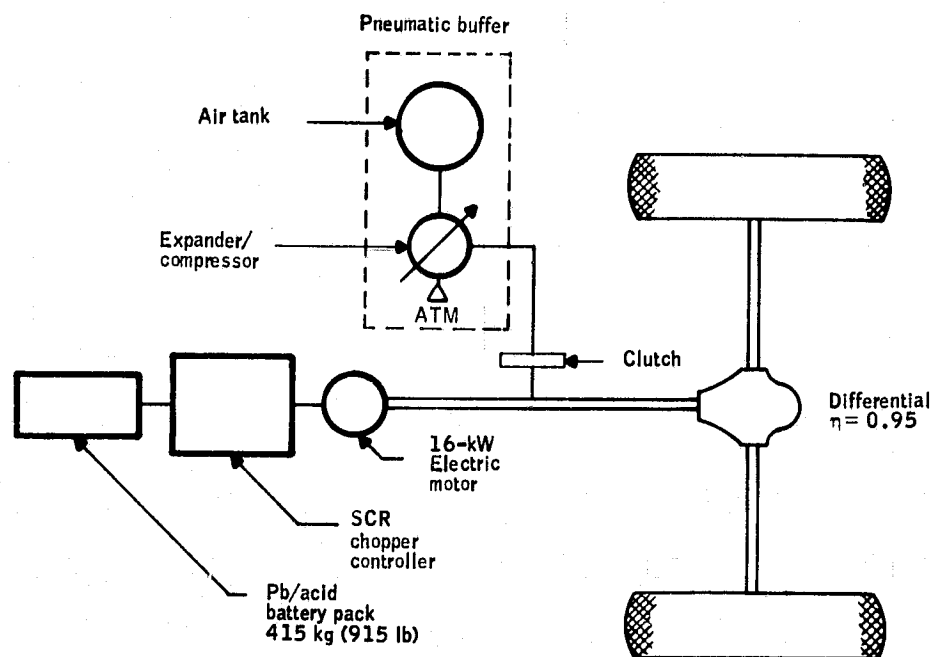 Pneumatic buffer
Air tank
Expander/
compressor
ATM
Clutch
Differential
η= 0.95
16-kW
Electric
motor
SCR
chopper
controller
Pb/acid
battery pack
415 kg (915 lb)